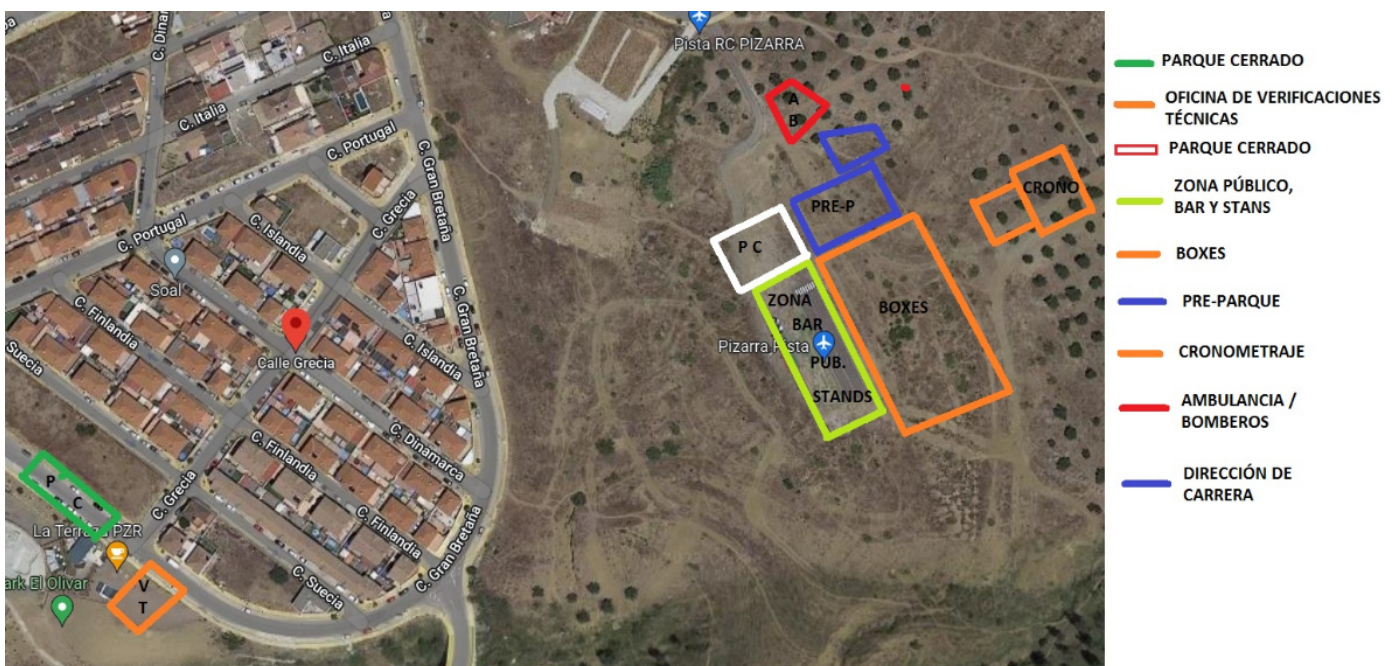 C. Dinam
C. Italia
C. Italia
C. Portugal
C. Portugal
C. Grecia
C. Gran Bretaña
C. Gran Bretaña
C. Gran Bretaña
C. Islandia
C. Islandia
Soal
C. Finlandia
C. Finlandia
C. Finlandia
Suecia
C. Suecia
C. Dinamarca
Calle Grecia
C. Grecia
P
C
La Terraza PZR
ark El Olivar
V
T
Pista RC PIZARRA
A
B
PRE-P
P C
CRONO
BOXES
ZONA
BAR
Pizarra Pista
PUB.
STANDS
PARQUE CERRADO
OFICINA DE VERIFICACIONES
TÉCNICAS
PARQUE CERRADO
ZONA PÚBLICO,
BAR Y STANS
BOXES
PRE-PARQUE
CRONOMETRAJE
AMBULANCIA /
BOMBEROS
DIRECCIÓN DE
CARRERA